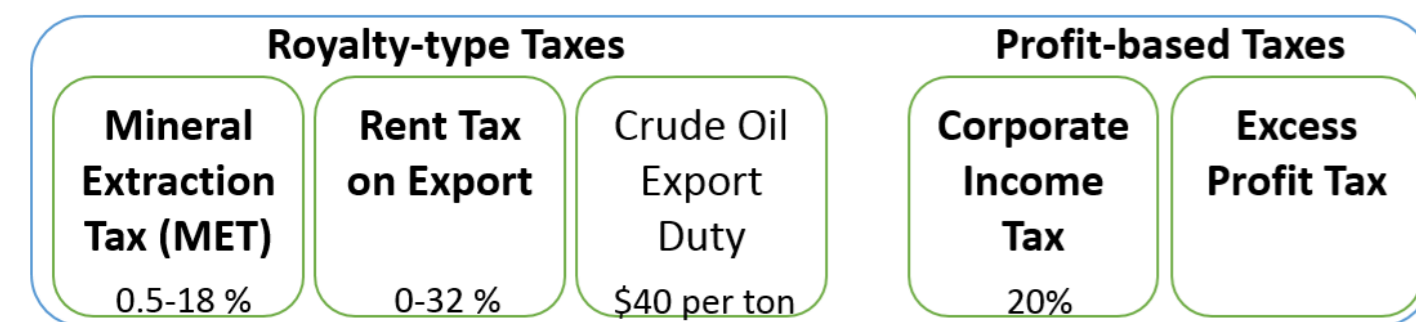 Royalty-type Taxes
Mineral
Extraction
Tax (MET)
0.5-18 %
Rent Tax
on Export
0-32 %
Crude Oil
Export
Duty
$40 per ton
Profit-based Taxes
Corporate
Income
Tax
20%
Excess
Profit Tax